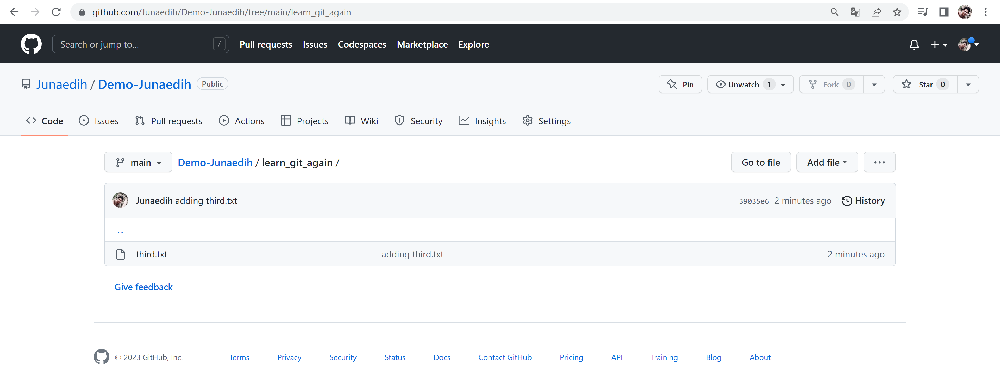 github.com/Junaedih/Demo-Junaedih/tree/main/learn_git_again
Search or jump to... /
Pull requests Issues Codespaces Marketplace Explore
Junaedih / Demo-Junaedih Public
Pin Unwatch 1 Fork 0 Star 0
Code Issues Pull requests Actions Projects Wiki Security Insights Settings
main Demo-Junaedih / learn_git_again / Go to file Add file ...
Junaedih adding third.txt 39035e6 2 minutes ago History
..
third.txt adding third.txt 2 minutes ago
Give feedback
© 2023 GitHub, Inc. Terms Privacy Security Status Docs Contact GitHub Pricing API Training Blog About